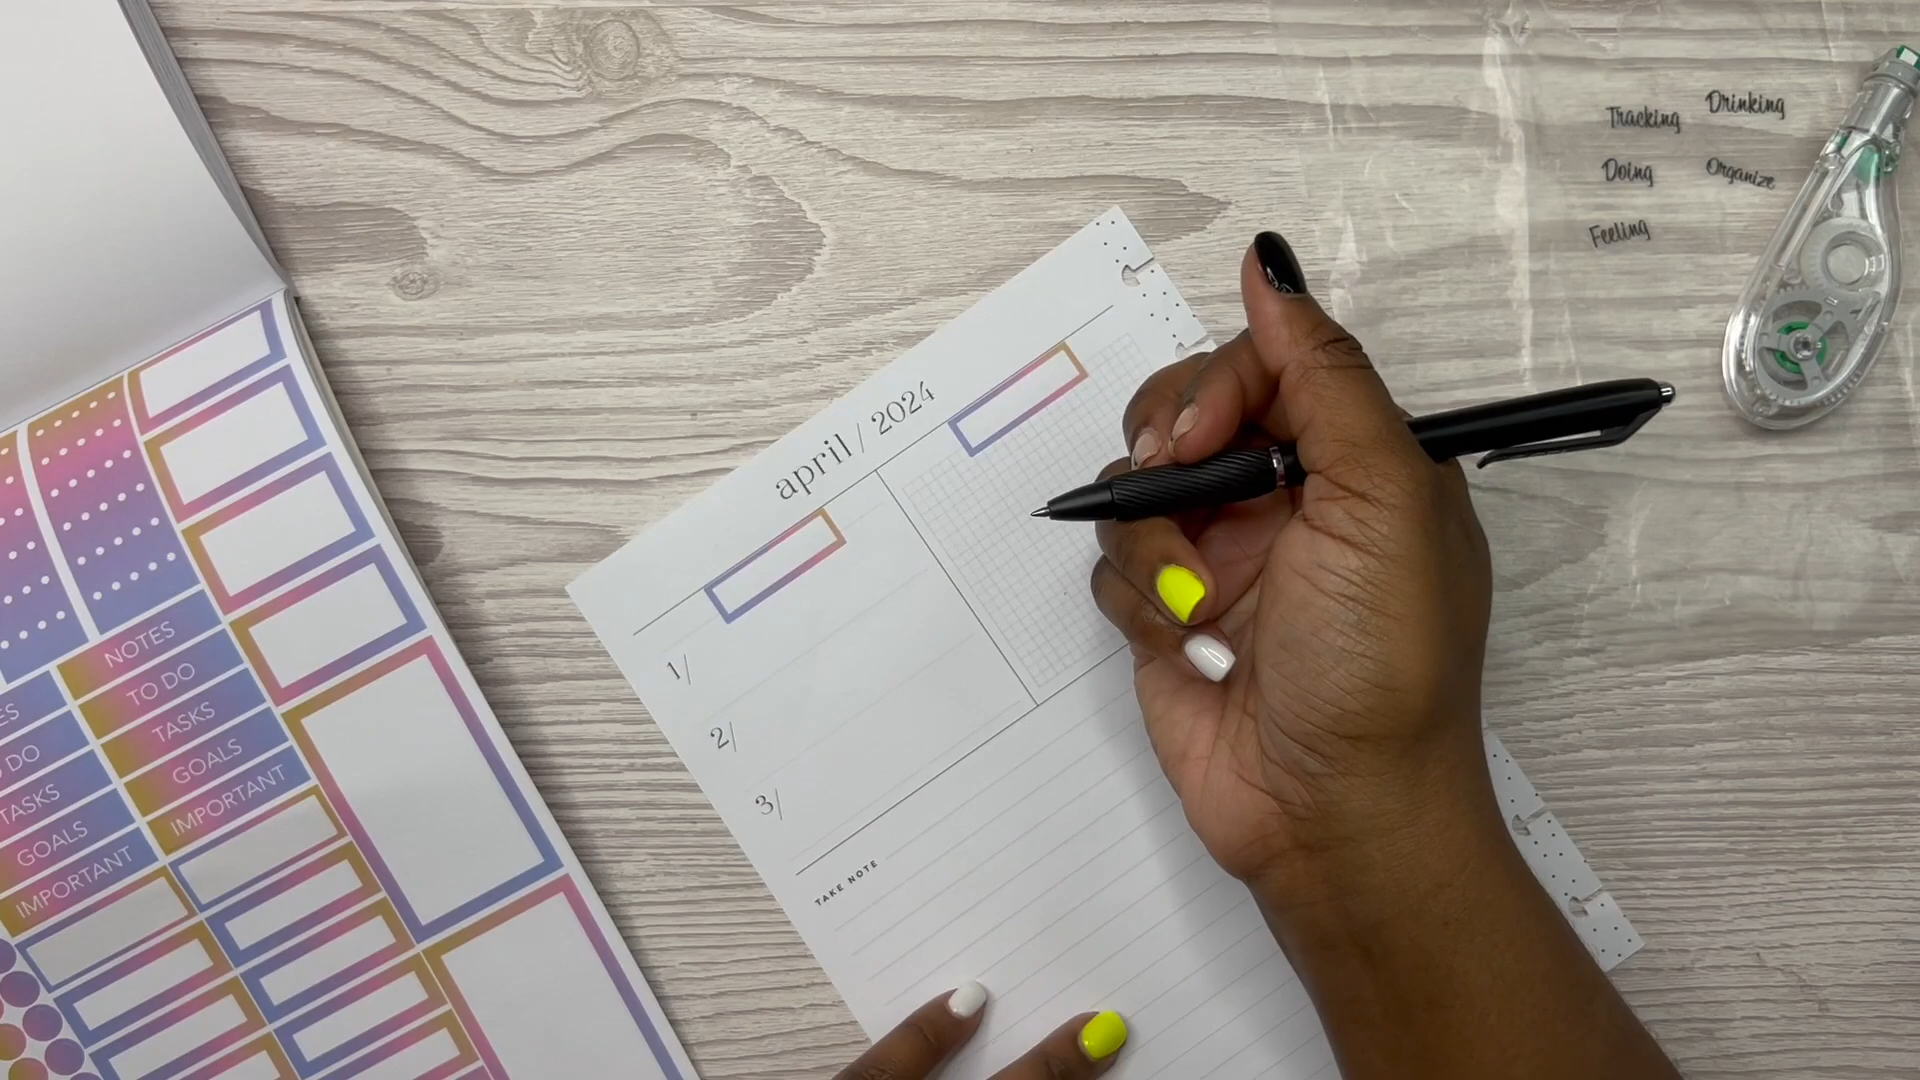 april / 2024
1/
2/
3/
TAKE NOTE
NOTES
TO DO
TASKS
GOALS
IMPORTANT
DO
TASKS
GOALS
IMPORTANT
Tracking
Drinking
Doing
Organize
Feeling